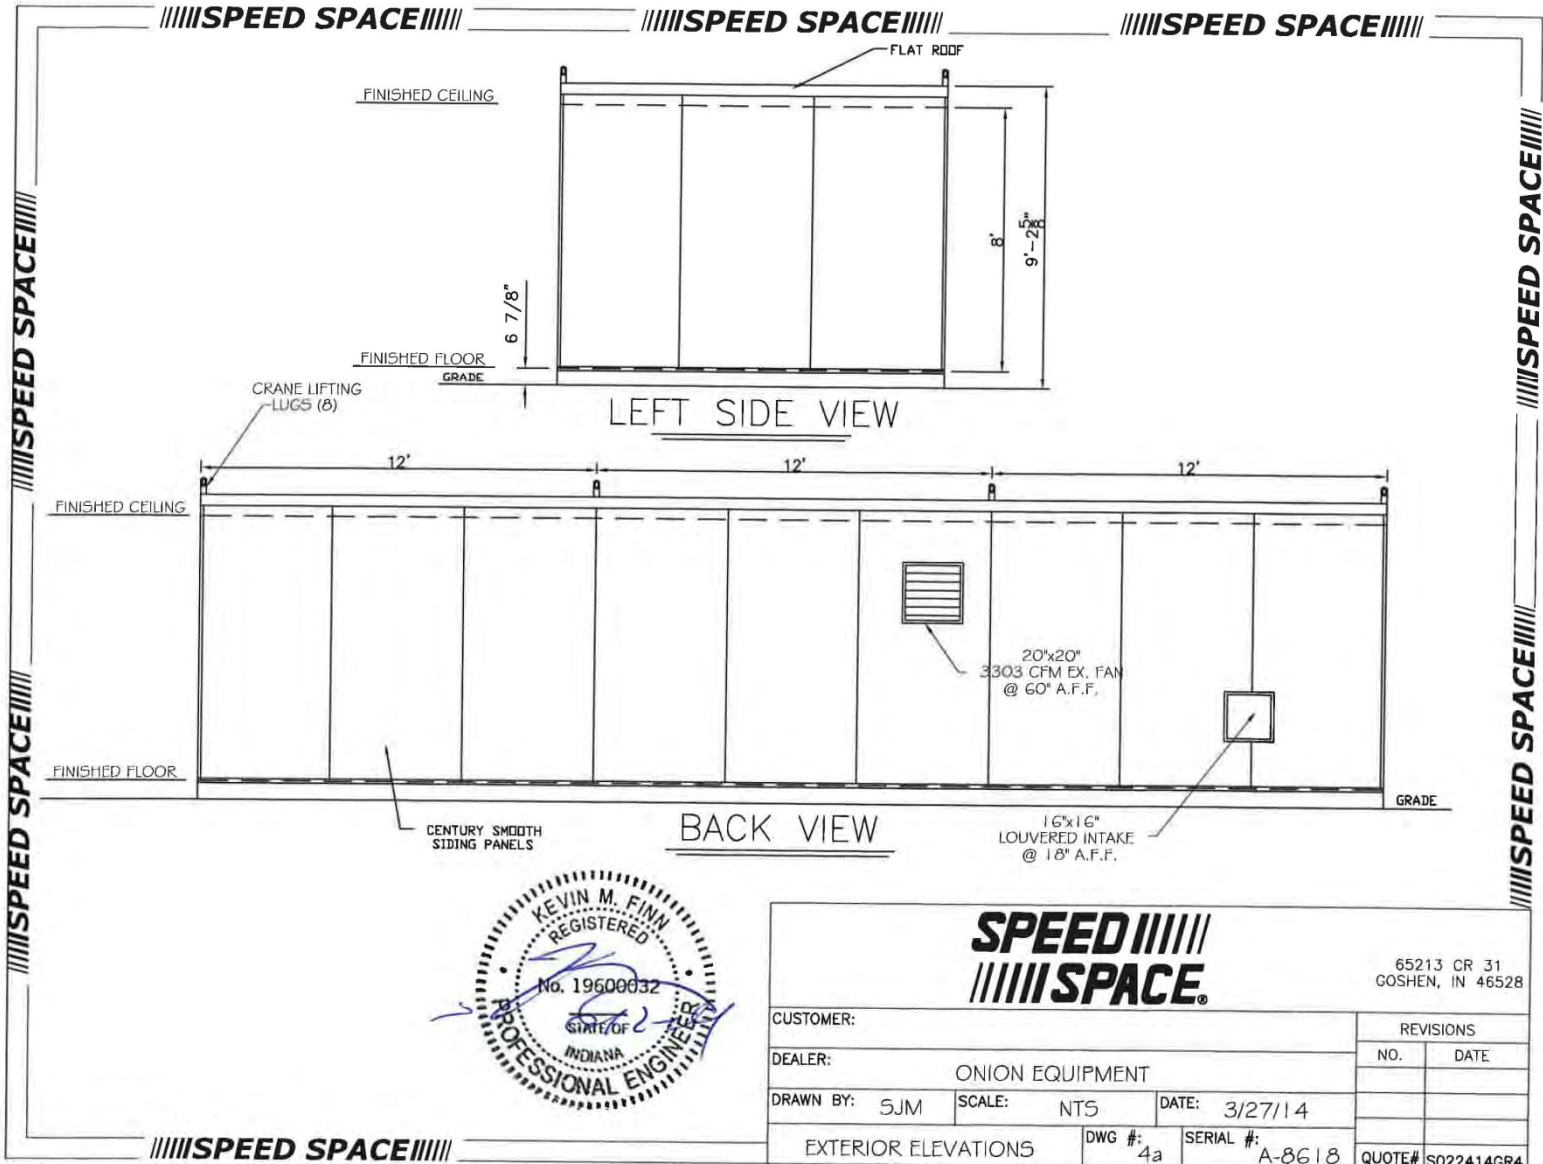 SPEED SPACE
SPEED SPACE
SPEED SPACE
FLAT ROOF
FINISHED CEILING
8'
9'-2 5/8"
6 7/8"
FINISHED FLOOR
GRADE
LEFT SIDE VIEW
CRANE LIFTING
LUGS (8)
12'
12'
12'
FINISHED CEILING
20"x20"
3303 CFM EX. FAN
@ 60" A.F.F.
FINISHED FLOOR
GRADE
CENTURY SMOOTH
SIDING PANELS
BACK VIEW
16"x16"
LOUVERED INTAKE
@ 18" A.F.F.
SPEED SPACE
SPEED SPACE
SPEED SPACE
SPEED SPACE
KEVIN M. FINN
REGISTERED
No. 19600032
STATE OF
INDIANA
PROFESSIONAL ENGINEER
SPEED
SPACE®
65213 CR 31
GOSHEN, IN 46528
CUSTOMER:
REVISIONS
NO. DATE
DEALER: ONION EQUIPMENT
DRAWN BY: SJM SCALE: NTS DATE: 3/27/14
EXTERIOR ELEVATIONS DWG #: 4a SERIAL #: A-8618 QUOTE# S022414GR4
SPEED SPACE